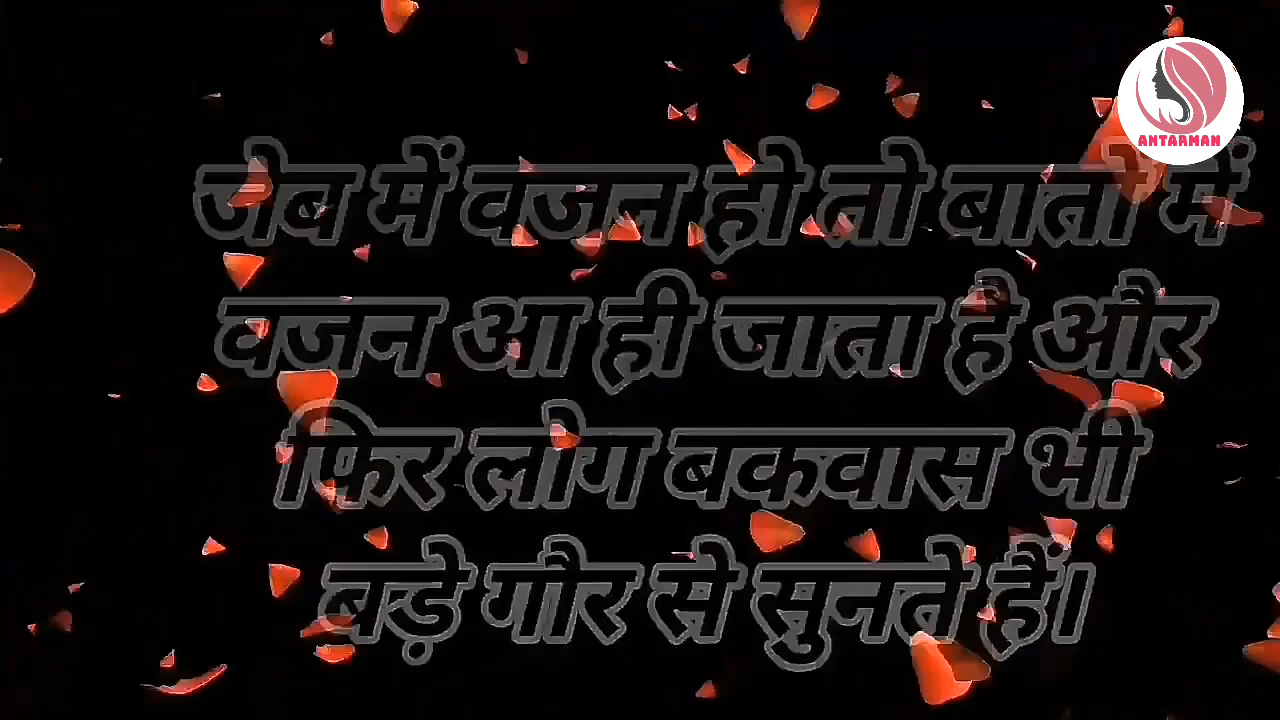 ANTARMAN
जेब में वजन हो तो बातों में
वजन आ ही जाता है और
फिर लोग बकवास भी
बड़े गौर से सुनते हैं।